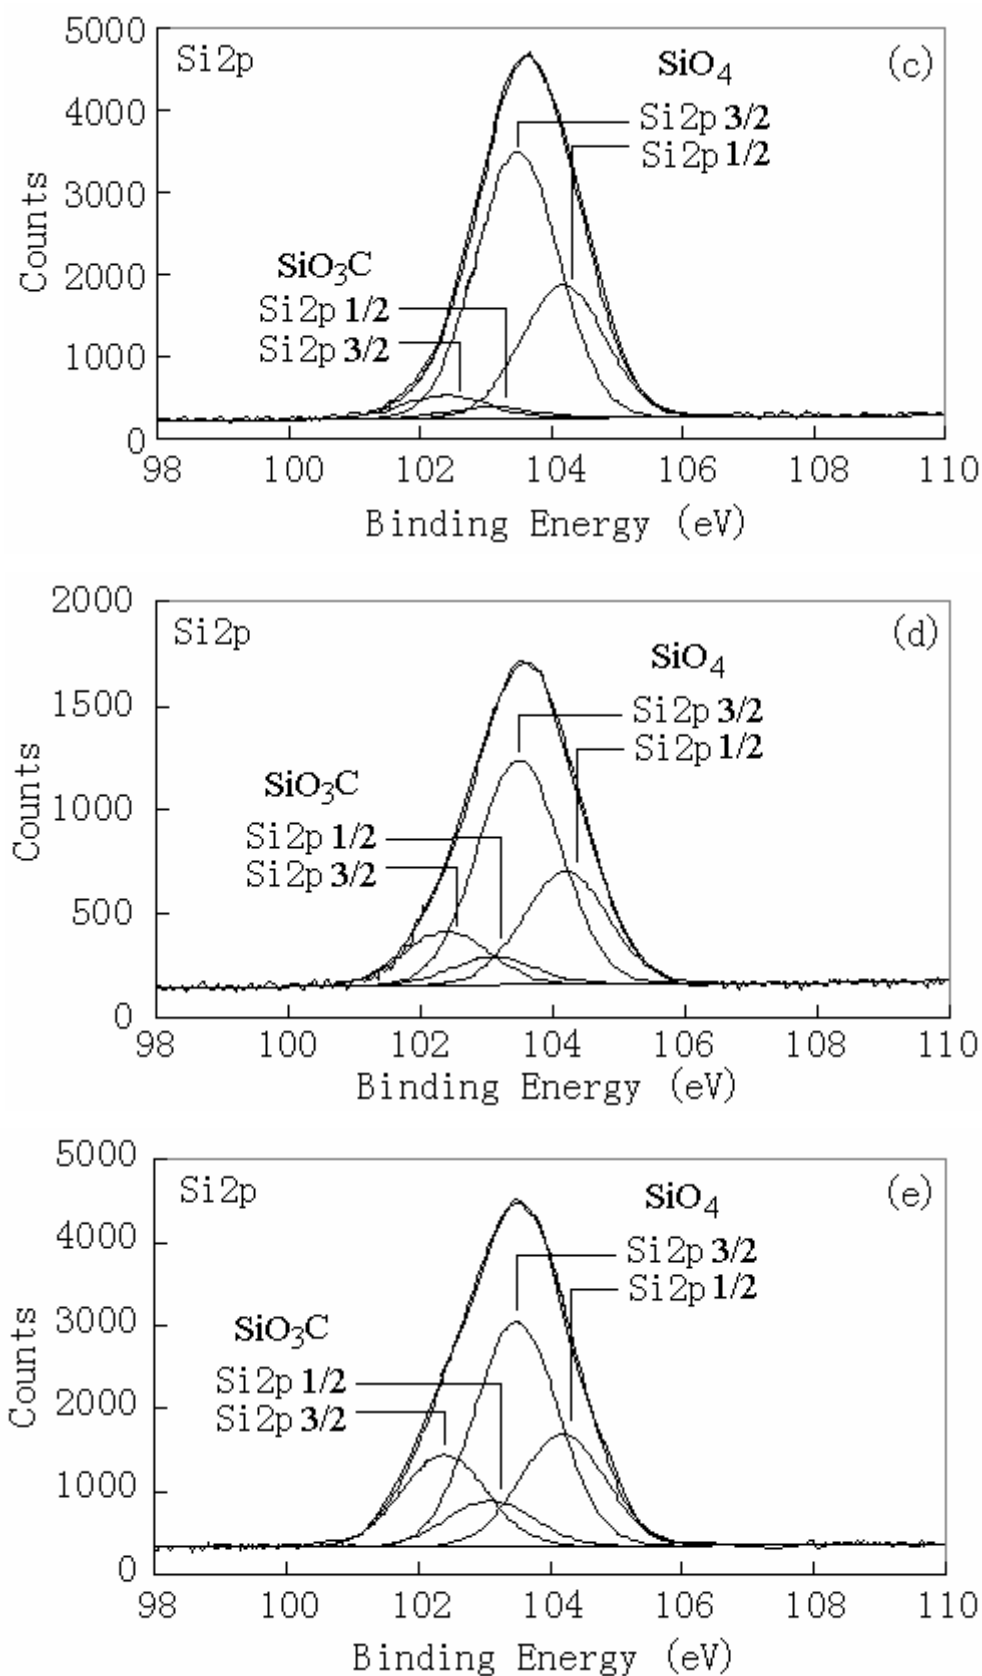 5000
Si2p
(c)
SiO4
4000
Si2p 3/2
Si2p 1/2
3000
Counts
SiO3C
2000
Si2p 1/2
Si2p 3/2
1000
0
98 100 102 104 106 108 110
Binding Energy (eV)
2000
Si2p
(d)
SiO4
1500
Si2p 3/2
Si2p 1/2
SiO3C
Counts
1000
Si2p 1/2
Si2p 3/2
500
0
98 100 102 104 106 108 110
Binding Energy (eV)
5000
Si2p
(e)
SiO4
4000
Si2p 3/2
Si2p 1/2
3000
SiO3C
Counts
Si2p 1/2
2000
Si2p 3/2
1000
0
98 100 102 104 106 108 110
Binding Energy (eV)